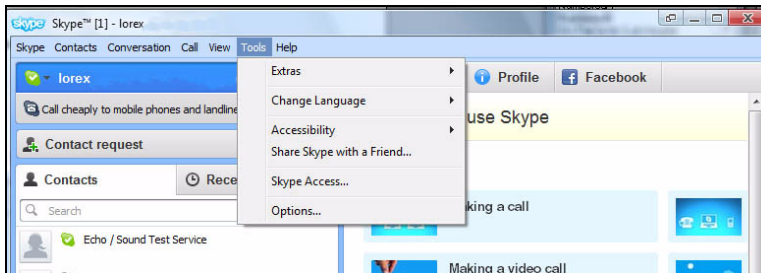 Skype™ [1] - lorex
Skype Contacts Conversation Call View Tools Help
lorex
Call cheaply to mobile phones and landline
Contact request
Contacts
Rece
Search
Echo / Sound Test Service
Extras
Change Language
Accessibility
Share Skype with a Friend...
Skype Access...
Options...
Profile
Facebook
use Skype
king a call
Making a video call